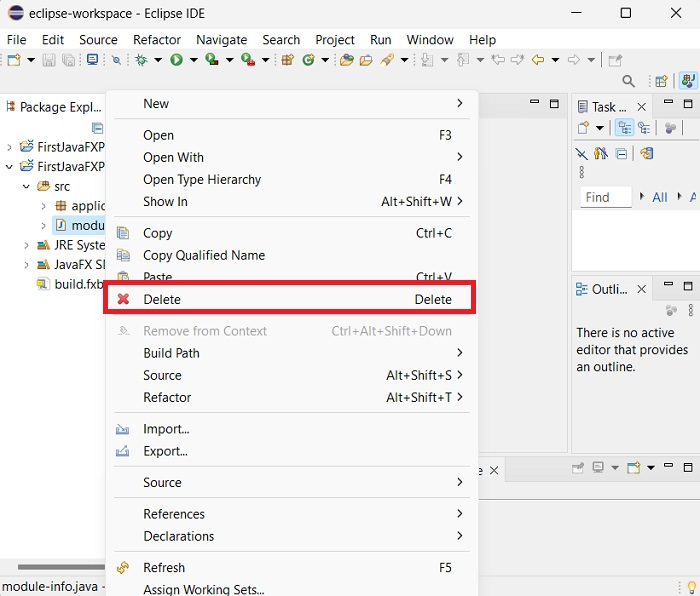 eclipse-workspace - Eclipse IDE
File Edit Source Refactor Navigate Search Project Run Window Help
Package Expl...
FirstJavaFXP
FirstJavaFXP
src
applic
modu
JRE Syste
JavaFX SD
build.fxb
New
Open F3
Open With
Open Type Hierarchy F4
Show In Alt+Shift+W
Copy Ctrl+C
Copy Qualified Name
Paste Ctrl+V
Delete Delete
Remove from Context Ctrl+Alt+Shift+Down
Build Path
Source Alt+Shift+S
Refactor Alt+Shift+T
Import...
Export...
Source
References
Declarations
Refresh F5
Assign Working Sets...
Task ...
Find All A
Outli...
There is no active
editor that provides
an outline.
e
module-info.java -